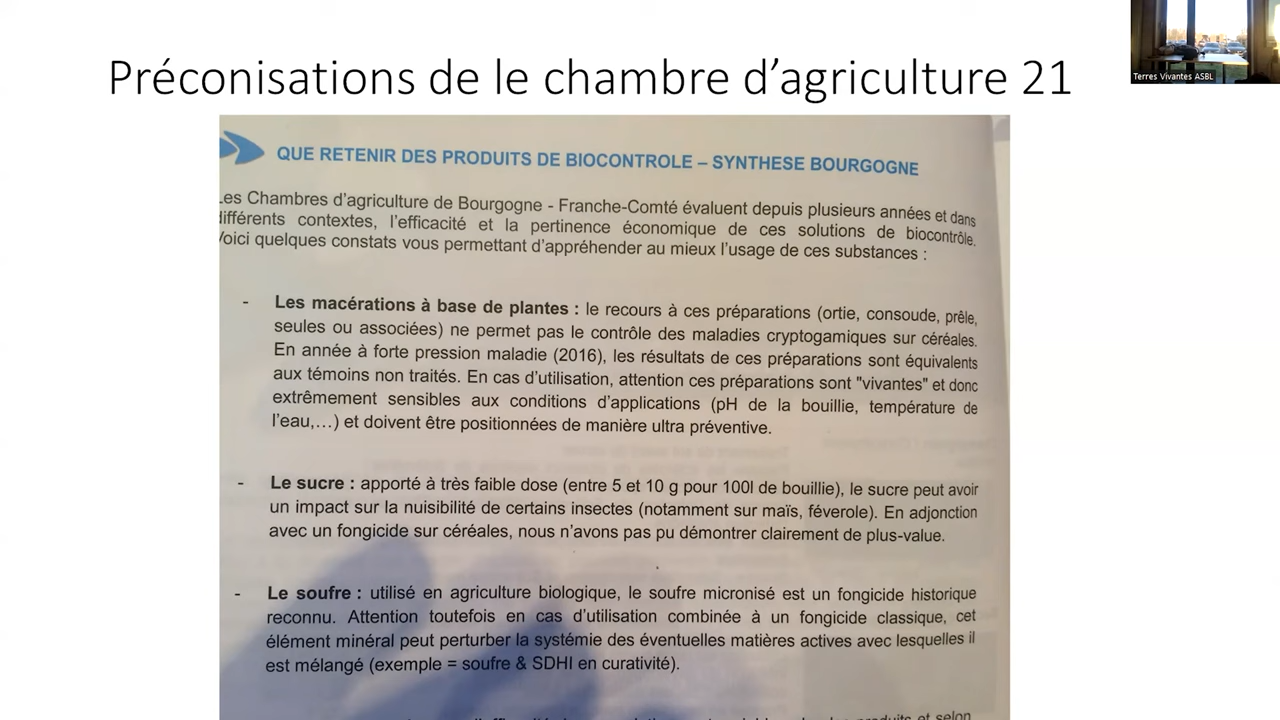 Préconisations de le chambre d’agriculture 21
Terres Vivantes ASBL
QUE RETENIR DES PRODUITS DE BIOCONTROLE – SYNTHESE BOURGOGNE
Les Chambres d’agriculture de Bourgogne - Franche-Comté évaluent depuis plusieurs années et dans
différents contextes, l’efficacité et la pertinence économique de ces solutions de biocontrôle.
Voici quelques constats vous permettant d’appréhender au mieux l’usage de ces substances :
- Les macérations à base de plantes : le recours à ces préparations (ortie, consoude, prêle,
seules ou associées) ne permet pas le contrôle des maladies cryptogamiques sur céréales.
En année à forte pression maladie (2016), les résultats de ces préparations sont équivalents
aux témoins non traités. En cas d’utilisation, attention ces préparations sont "vivantes" et donc
extrêmement sensibles aux conditions d’applications (pH de la bouillie, température de
l’eau,…) et doivent être positionnées de manière ultra préventive.
- Le sucre : apporté à très faible dose (entre 5 et 10 g pour 100l de bouillie), le sucre peut avoir
un impact sur la nuisibilité de certains insectes (notamment sur maïs, féverole). En adjonction
avec un fongicide sur céréales, nous n’avons pas pu démontrer clairement de plus-value.
- Le soufre : utilisé en agriculture biologique, le soufre micronisé est un fongicide historique
reconnu. Attention toutefois en cas d’utilisation combinée à un fongicide classique, cet
élément minéral peut perturber la systémie des éventuelles matières actives avec lesquelles il
est mélangé (exemple = soufre & SDHI en curativité).